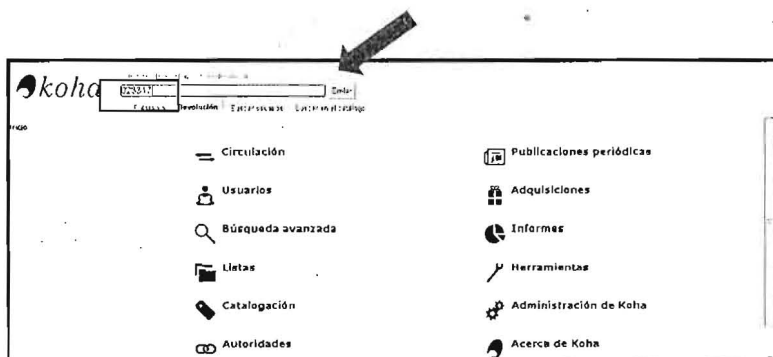 koha
Enviar
Devolución
Inicio
Circulación
Publicaciones periódicas
Usuarios
Adquisiciones
Búsqueda avanzada
Informes
Listas
Herramientas
Catalogación
Administración de Koha
Autoridades
Acerca de Koha